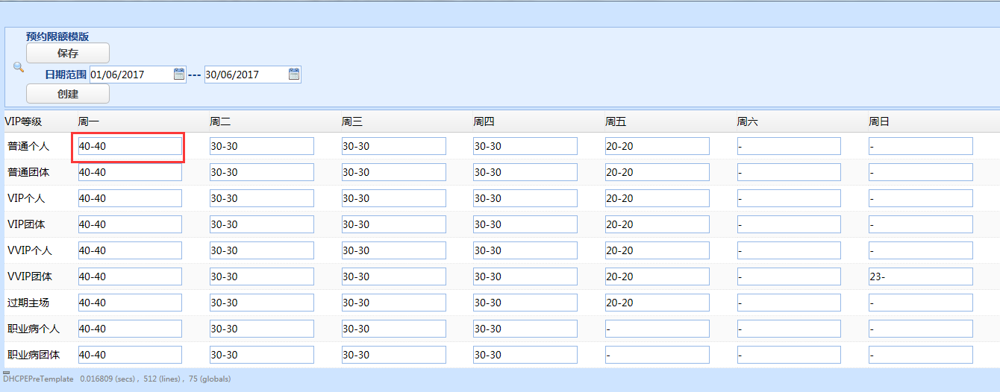 预约限额模版
保存
日期范围 01/06/2017 --- 30/06/2017
创建
VIP等级 周一 周二 周三 周四 周五 周六 周日
普通个人 40-40 30-30 30-30 30-30 20-20 - -
普通团体 40-40 30-30 30-30 30-30 20-20 - -
VIP个人 40-40 30-30 30-30 30-30 20-20 - -
VIP团体 40-40 30-30 30-30 30-30 20-20 - -
VVIP个人 40-40 30-30 30-30 30-30 20-20 - -
VVIP团体 40-40 30-30 30-30 30-30 20-20 - 23-
过期主场 40-40 30-30 30-30 30-30 20-20 - -
职业病个人 40-40 30-30 30-30 30-30 - - -
职业病团体 40-40 30-30 30-30 30-30 - - -
DHCPEPreTemplate 0.016809 (secs) , 512 (lines) , 75 (globals)